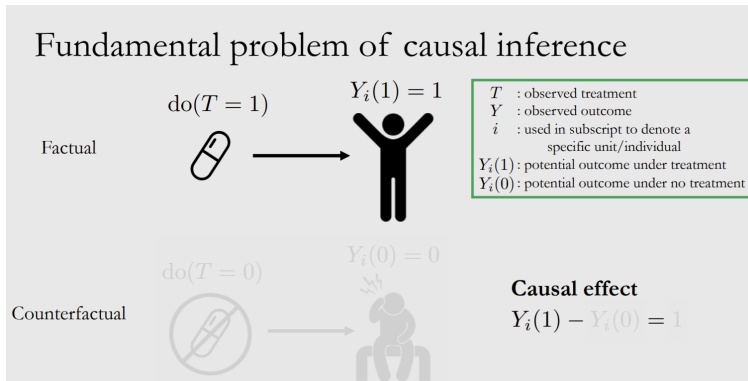 Fundamental problem of causal inference
do(T = 1)
Y_i(1) = 1
Factual
T : observed treatment
Y : observed outcome
i : used in subscript to denote a
specific unit/individual
Y_i(1) : potential outcome under treatment
Y_i(0) : potential outcome under no treatment
do(T = 0)
Y_i(0) = 0
Counterfactual
Causal effect
Y_i(1) − Y_i(0) = 1